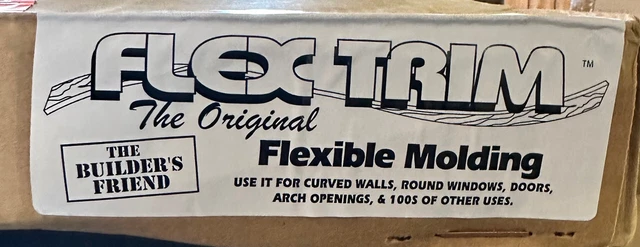 FLEX TRIM™
The Original
Flexible Molding
THE
BUILDER'S
FRIEND
USE IT FOR CURVED WALLS, ROUND WINDOWS, DOORS,
ARCH OPENINGS, & 100S OF OTHER USES.